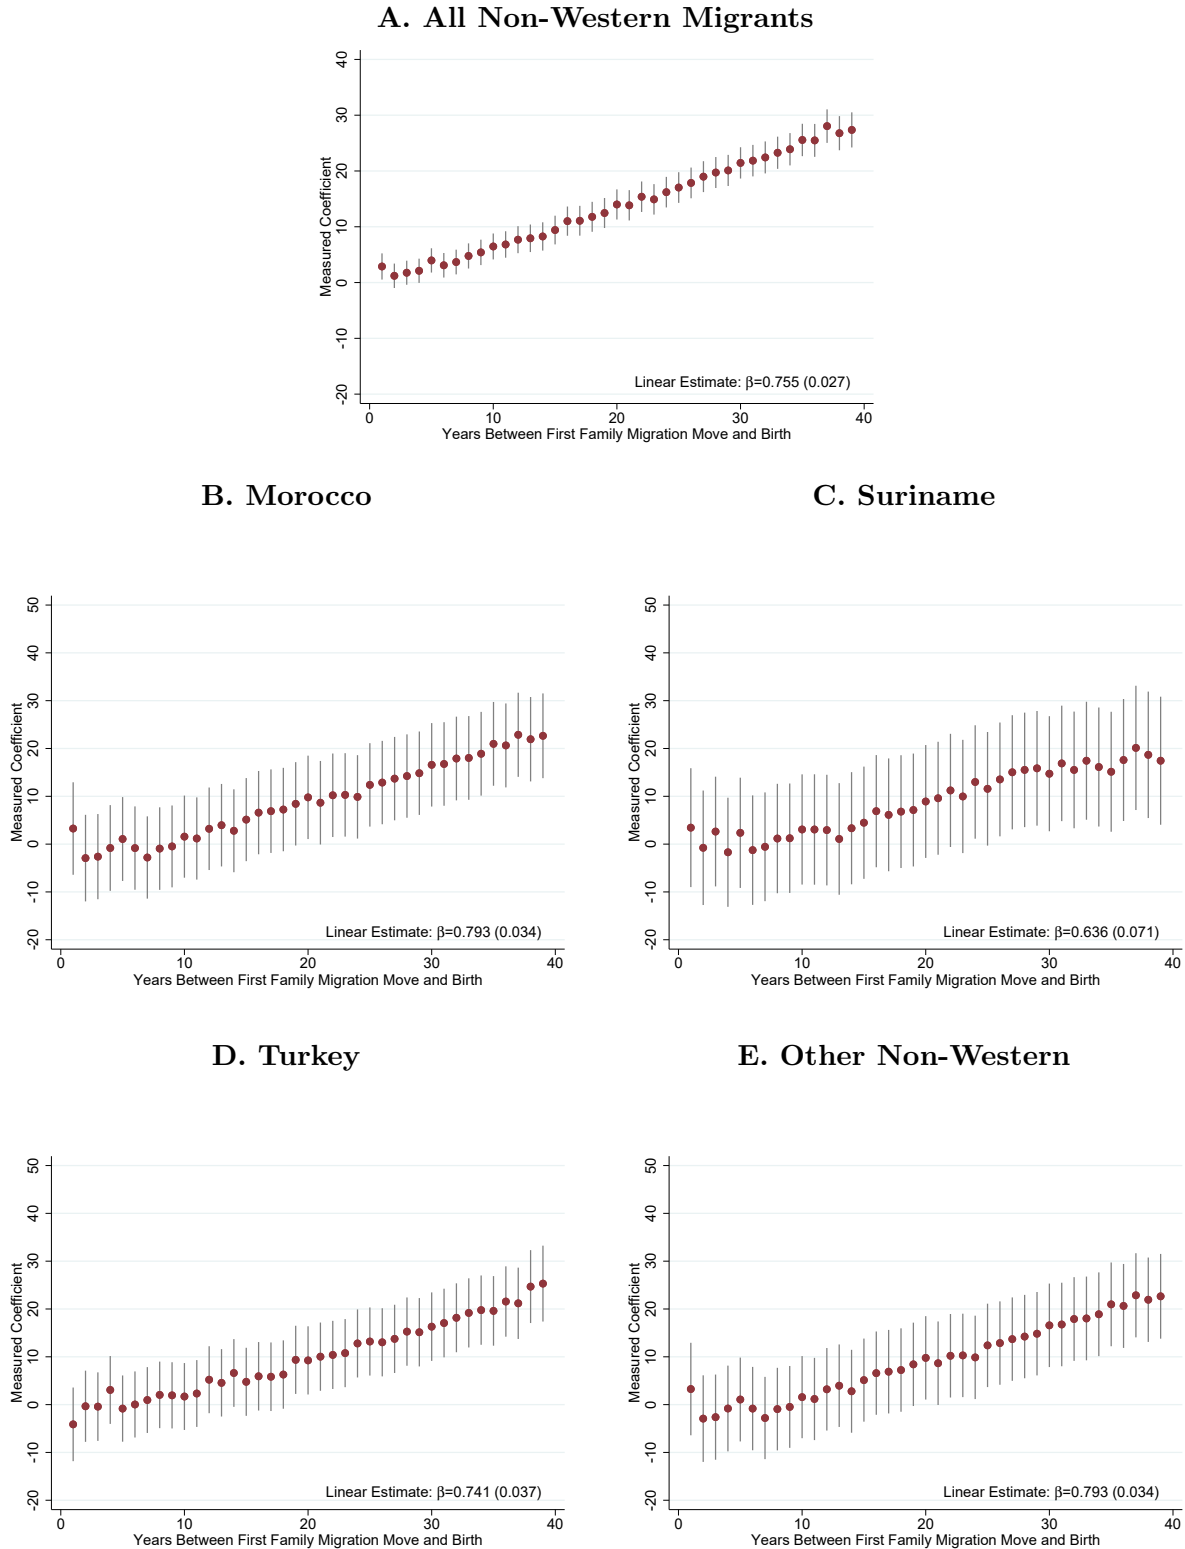 A. All Non-Western Migrants
Measured Coefficient
40
30
20
10
0
-10
-20
Linear Estimate: β=0.755 (0.027)
0 10 20 30 40
Years Between First Family Migration Move and Birth
B. Morocco
Measured Coefficient
50
40
30
20
10
0
-10
-20
Linear Estimate: β=0.793 (0.034)
0 10 20 30 40
Years Between First Family Migration Move and Birth
C. Suriname
Measured Coefficient
50
40
30
20
10
0
-10
-20
Linear Estimate: β=0.636 (0.071)
0 10 20 30 40
Years Between First Family Migration Move and Birth
D. Turkey
Measured Coefficient
50
40
30
20
10
0
-10
-20
Linear Estimate: β=0.741 (0.037)
0 10 20 30 40
Years Between First Family Migration Move and Birth
E. Other Non-Western
Measured Coefficient
50
40
30
20
10
0
-10
-20
Linear Estimate: β=0.793 (0.034)
0 10 20 30 40
Years Between First Family Migration Move and Birth